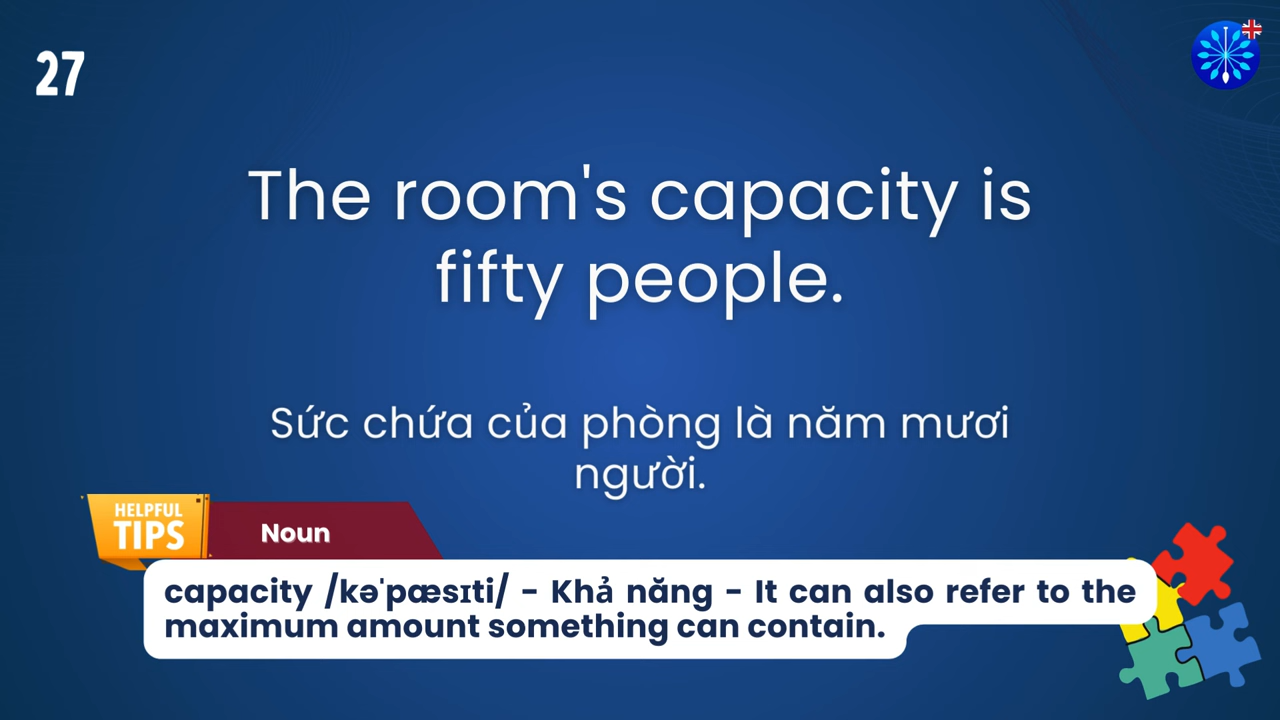 27
The room's capacity is
fifty people.
Sức chứa của phòng là năm mươi
người.
HELPFUL
TIPS
Noun
capacity /kəˈpæsɪti/ - Khả năng - It can also refer to the
maximum amount something can contain.